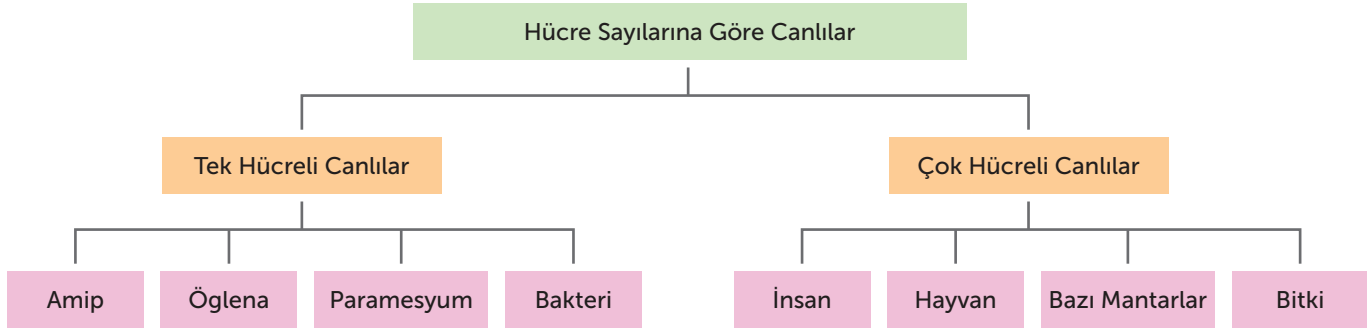 Hücre Sayılarına Göre Canlılar
Tek Hücreli Canlılar
Çok Hücreli Canlılar
Amip
Öglena
Paramesyum
Bakteri
İnsan
Hayvan
Bazı Mantarlar
Bitki